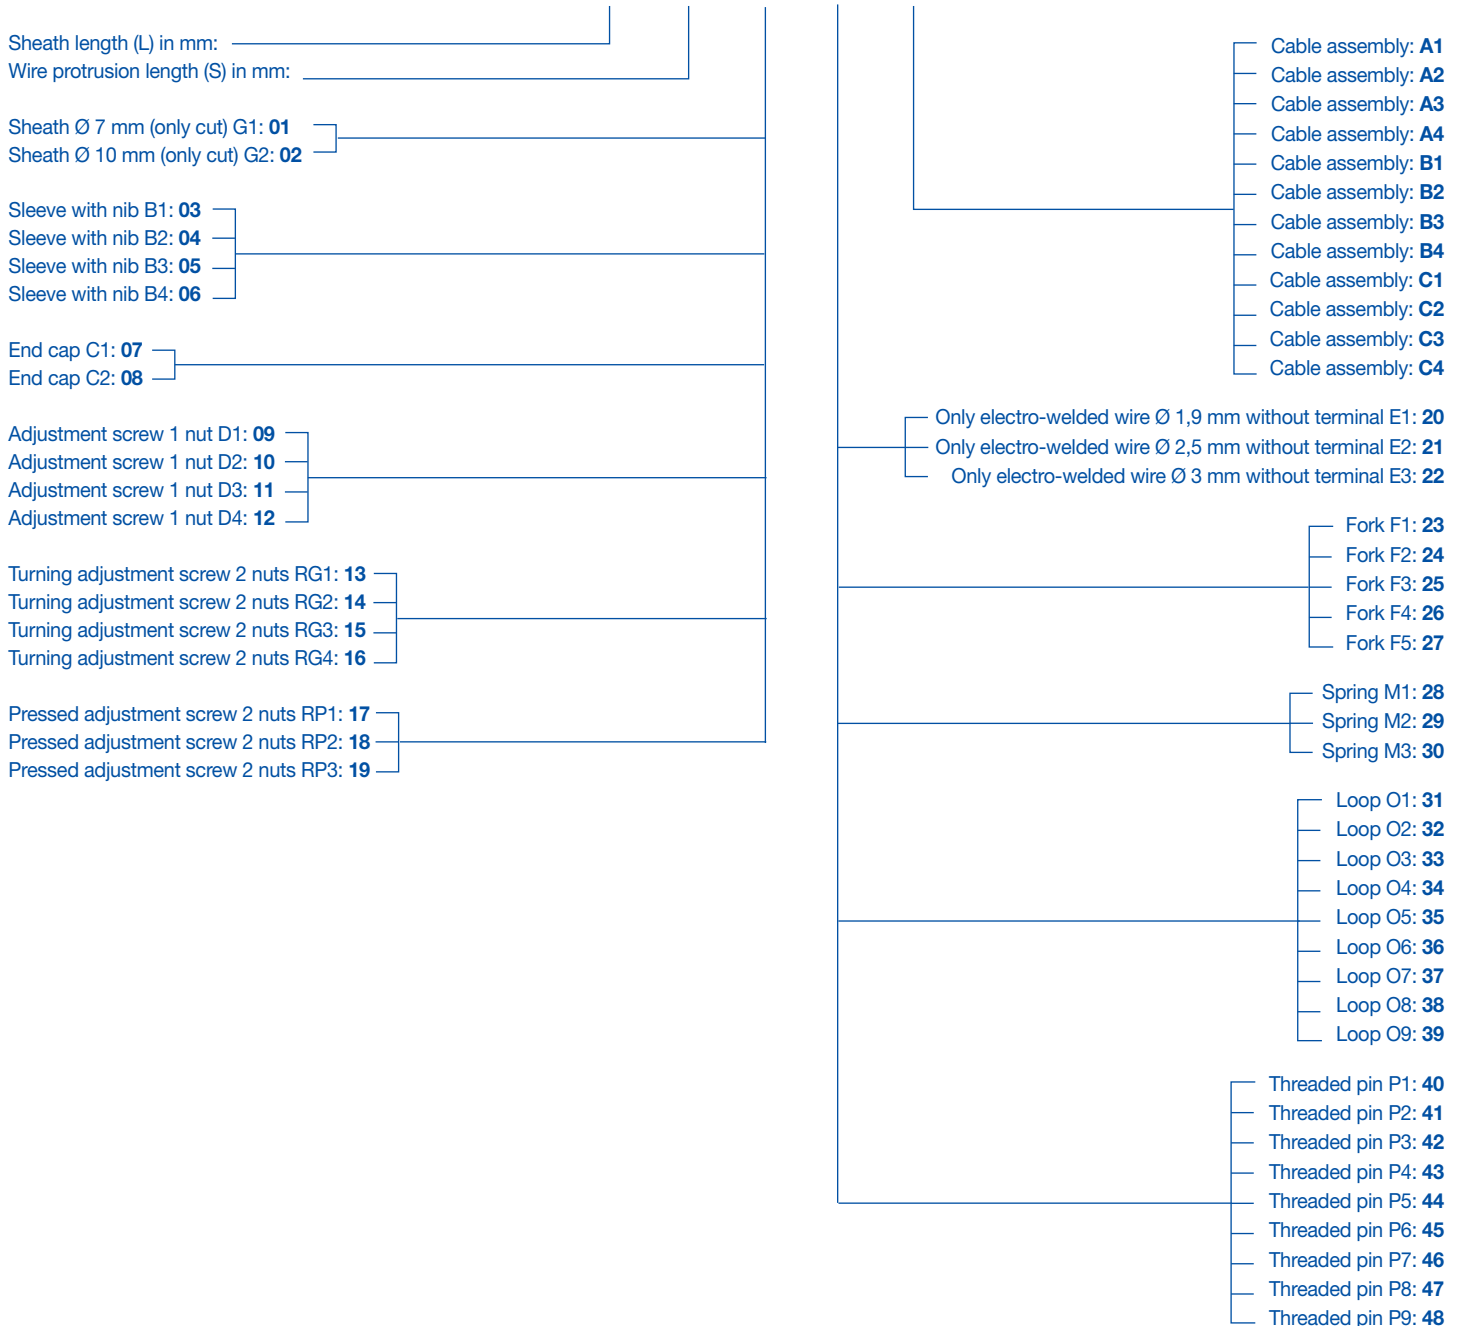 Sheath length (L) in mm:
Wire protrusion length (S) in mm:
Sheath Ø 7 mm (only cut) G1: 01
Sheath Ø 10 mm (only cut) G2: 02
Sleeve with nib B1: 03
Sleeve with nib B2: 04
Sleeve with nib B3: 05
Sleeve with nib B4: 06
End cap C1: 07
End cap C2: 08
Adjustment screw 1 nut D1: 09
Adjustment screw 1 nut D2: 10
Adjustment screw 1 nut D3: 11
Adjustment screw 1 nut D4: 12
Turning adjustment screw 2 nuts RG1: 13
Turning adjustment screw 2 nuts RG2: 14
Turning adjustment screw 2 nuts RG3: 15
Turning adjustment screw 2 nuts RG4: 16
Pressed adjustment screw 2 nuts RP1: 17
Pressed adjustment screw 2 nuts RP2: 18
Pressed adjustment screw 2 nuts RP3: 19
Cable assembly: A1
Cable assembly: A2
Cable assembly: A3
Cable assembly: A4
Cable assembly: B1
Cable assembly: B2
Cable assembly: B3
Cable assembly: B4
Cable assembly: C1
Cable assembly: C2
Cable assembly: C3
Cable assembly: C4
Only electro-welded wire Ø 1,9 mm without terminal E1: 20
Only electro-welded wire Ø 2,5 mm without terminal E2: 21
Only electro-welded wire Ø 3 mm without terminal E3: 22
Fork F1: 23
Fork F2: 24
Fork F3: 25
Fork F4: 26
Fork F5: 27
Spring M1: 28
Spring M2: 29
Spring M3: 30
Loop O1: 31
Loop O2: 32
Loop O3: 33
Loop O4: 34
Loop O5: 35
Loop O6: 36
Loop O7: 37
Loop O8: 38
Loop O9: 39
Threaded pin P1: 40
Threaded pin P2: 41
Threaded pin P3: 42
Threaded pin P4: 43
Threaded pin P5: 44
Threaded pin P6: 45
Threaded pin P7: 46
Threaded pin P8: 47
Threaded pin P9: 48